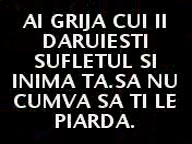 AI GRIJA CUI II
DARUIESTI
SUFLETUL SI
INIMA TA.SA NU
CUMVA SA TI LE
PIARDA.